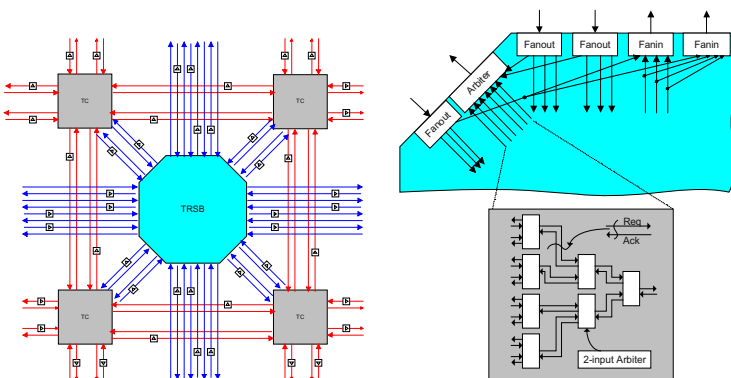 TC
TC
TRSB
TC
TC
Fanout
Fanout
Fanin
Fanin
Arbiter
Fanout
Req
Ack
2-input Arbiter